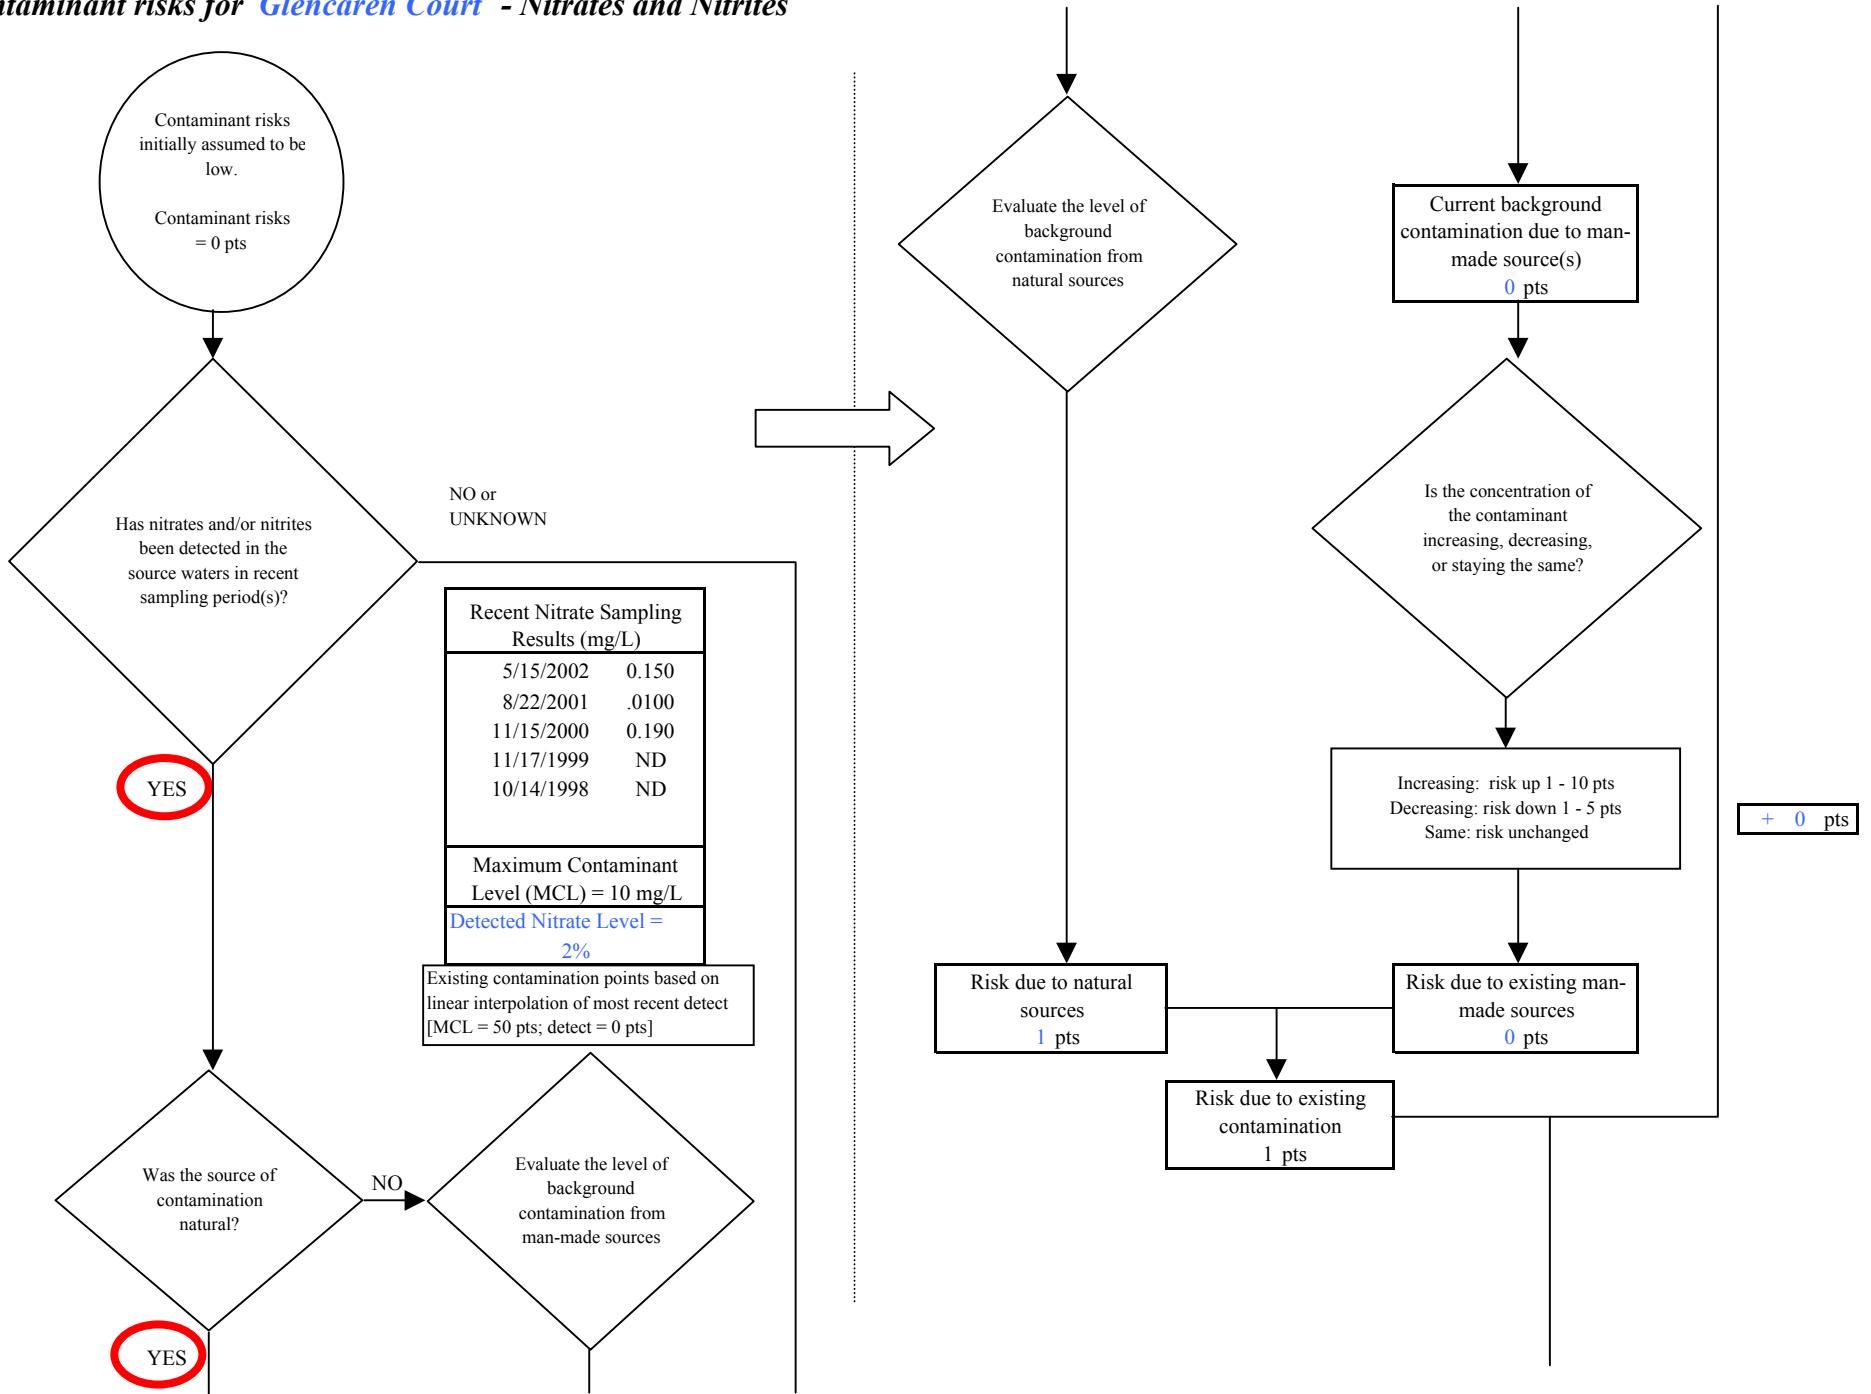 ntaminant risks for Glencaren Court - Nitrates and Nitrites
Contaminant risks
initially assumed to be
low.
Contaminant risks
= 0 pts
Has nitrates and/or nitrites
been detected in the
source waters in recent
sampling period(s)?
NO or
UNKNOWN
YES
Recent Nitrate Sampling
Results (mg/L)
5/15/2002 0.150
8/22/2001 .0100
11/15/2000 0.190
11/17/1999 ND
10/14/1998 ND
Maximum Contaminant
Level (MCL) = 10 mg/L
Detected Nitrate Level =
2%
Existing contamination points based on
linear interpolation of most recent detect
[MCL = 50 pts; detect = 0 pts]
Was the source of
contamination
natural?
NO
YES
Evaluate the level of
background
contamination from
man-made sources
Evaluate the level of
background
contamination from
natural sources
Current background
contamination due to man-
made source(s)
0 pts
Is the concentration of
the contaminant
increasing, decreasing,
or staying the same?
Increasing: risk up 1 - 10 pts
Decreasing: risk down 1 - 5 pts
Same: risk unchanged
+ 0 pts
Risk due to natural
sources
1 pts
Risk due to existing man-
made sources
0 pts
Risk due to existing
contamination
1 pts